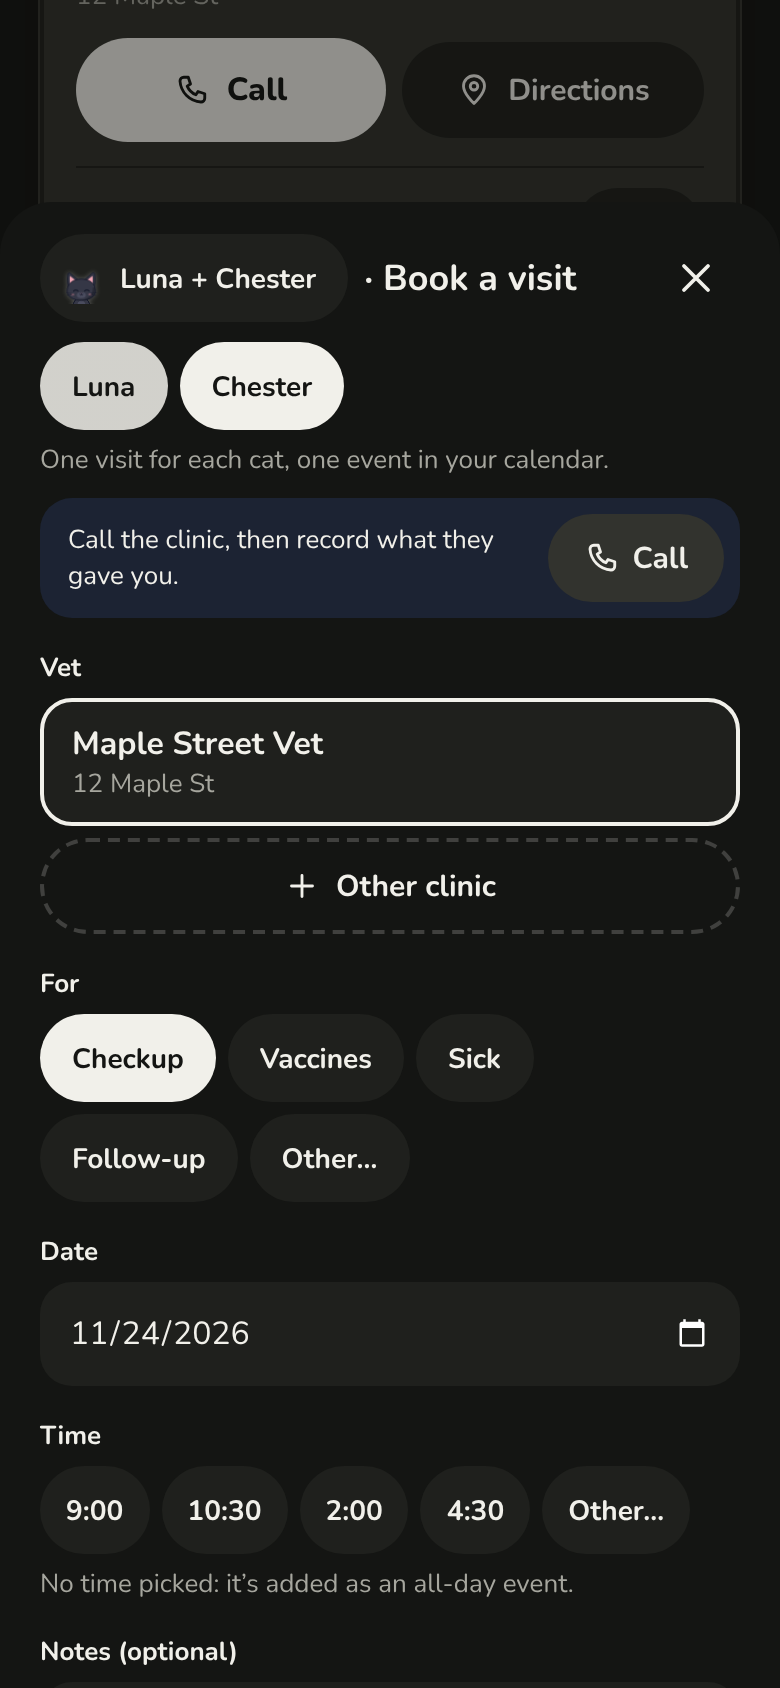 12 Maple St
Call
Directions
Luna + Chester
· Book a visit
Luna
Chester
One visit for each cat, one event in your calendar.
Call the clinic, then record what they
gave you.
Call
Vet
Maple Street Vet
12 Maple St
Other clinic
For
Checkup
Vaccines
Sick
Follow-up
Other...
Date
11/24/2026
Time
9:00
10:30
2:00
4:30
Other...
No time picked: it’s added as an all-day event.
Notes (optional)